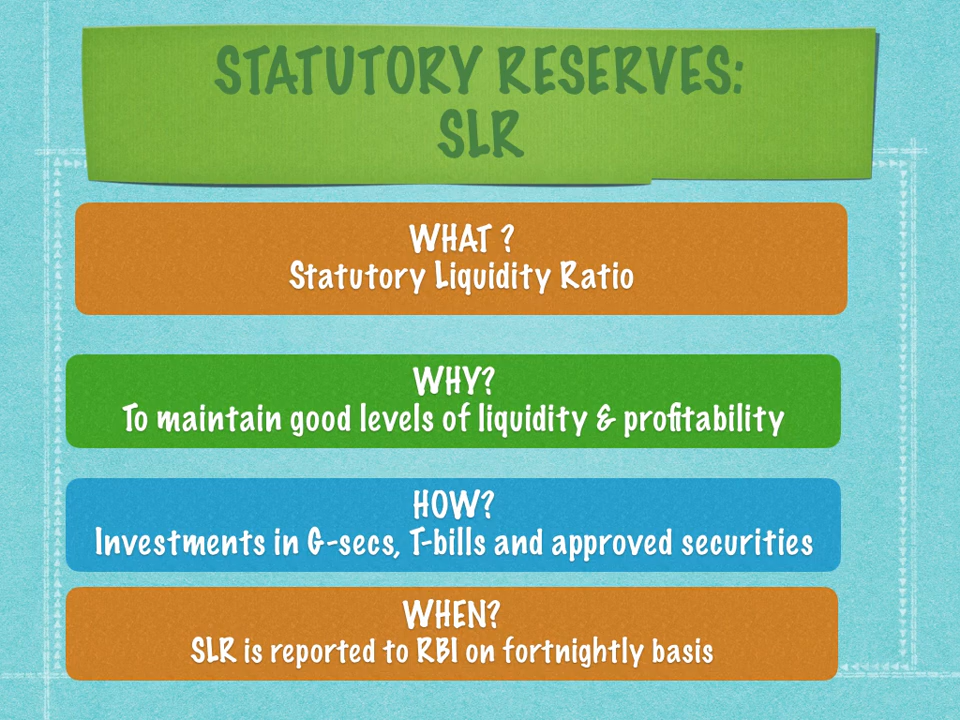 STATUTORY RESERVES:
SLR
WHAT ?
Statutory Liquidity Ratio
WHY?
To maintain good levels of liquidity & profitability
HOW?
Investments in G-secs, T-bills and approved securities
WHEN?
SLR is reported to RBI on fortnightly basis